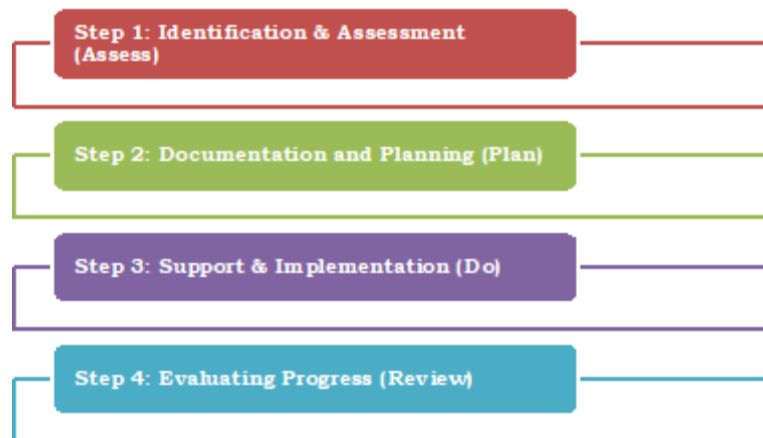 Step 1: Identification & Assessment
(Assess)
Step 2: Documentation and Planning (Plan)
Step 3: Support & Implementation (Do)
Step 4: Evaluating Progress (Review)